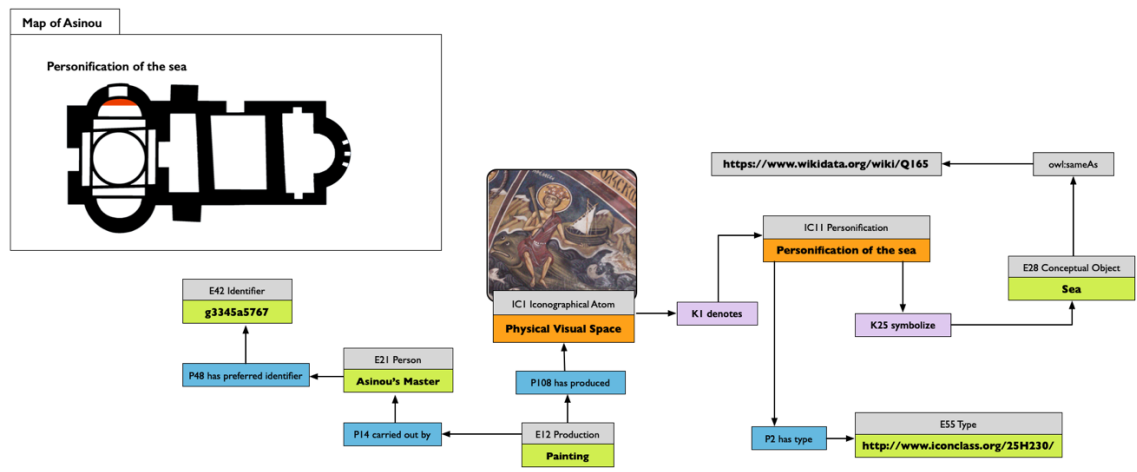 Map of Asinou
Personification of the sea
https://www.wikidata.org/wiki/Q165
owl:sameAs
IC11 Personification
Personification of the sea
E28 Conceptual Object
Sea
E42 Identifier
g3345a5767
IC1 Iconographical Atom
Physical Visual Space
K1 denotes
K25 symbolize
E21 Person
Asinou's Master
P48 has preferred identifier
P108 has produced
P14 carried out by
E12 Production
Painting
P2 has type
E55 Type
http://www.iconclass.org/25H230/